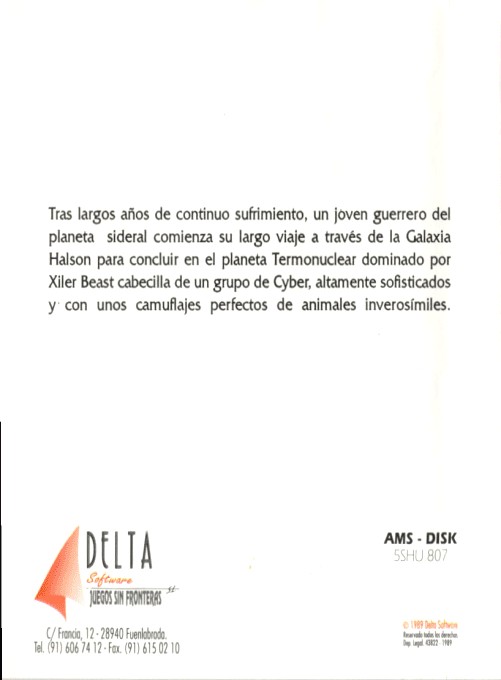 Tras largos años de continuo sufrimiento, un joven guerrero del
planeta sideral comienza su largo viaje a través de la Galaxia
Halson para concluir en el planeta Termonuclear dominado por
Xiler Beast cabecilla de un grupo de Cyber, altamente sofisticados
y con unos camuflajes perfectos de animales inverosímiles.
DELTA
Software
JUEGOS SIN FRONTERAS
C/ Francia, 12 - 28940 Fuenlabrada.
Tel. (91) 606 74 12 - Fax. (91) 615 02 10
AMS - DISK
5SHU 807
© 1989 Delta Software
Reservado todos los derechos
Dep. Legal. 43822 1989